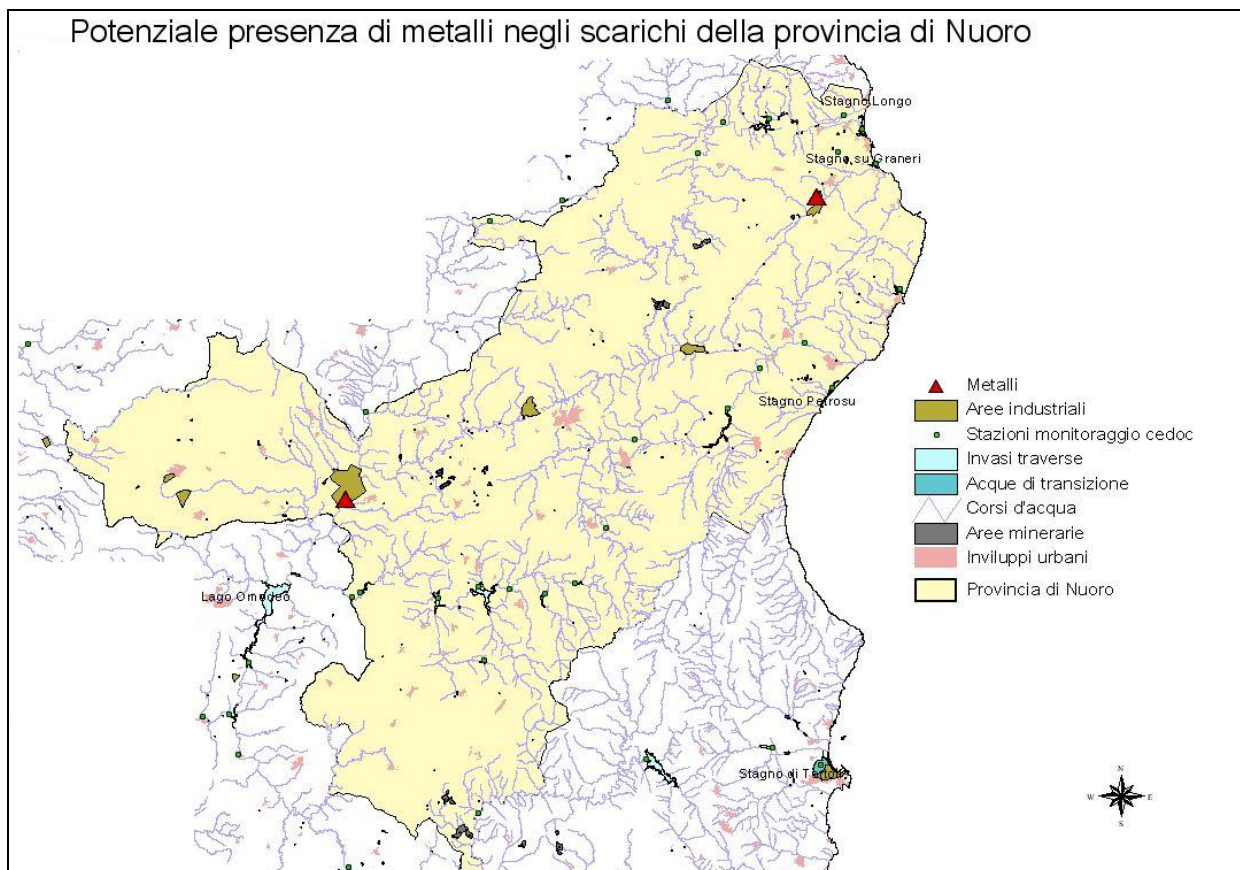 Potenziale presenza di metalli negli scarichi della provincia di Nuoro
Stagno Longo
Stagno su Graneri
Stagno Petrosu
Lago Omodeo
Stagno di Tortolì
Metalli
Aree industriali
Stazioni monitoraggio cedoc
Invasi traverse
Acque di transizione
Corsi d'acqua
Aree minerarie
Inviluppi urbani
Provincia di Nuoro
N
W E
S